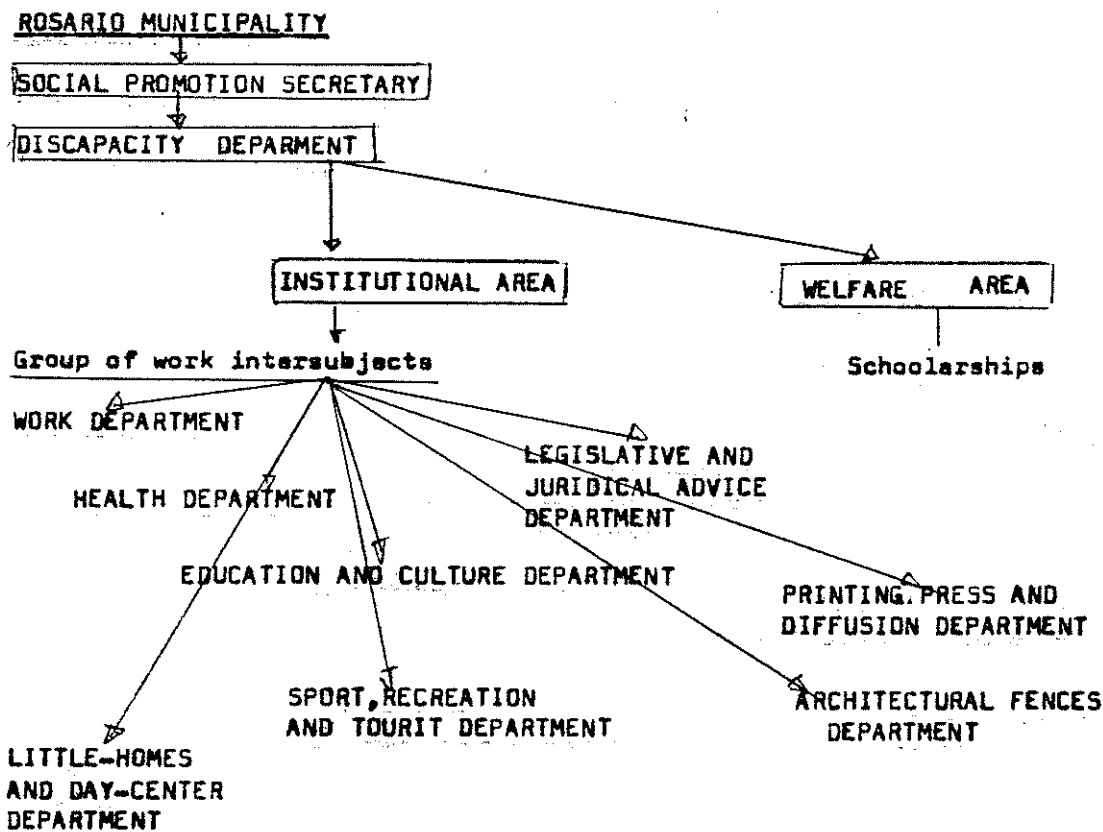 ROSARIO MUNICIPALITY
SOCIAL PROMOTION SECRETARY
DISCAPACITY DEPARMENT
INSTITUTIONAL AREA
WELFARE AREA
Group of work intersubjects
Schoolarships
WORK DEPARTMENT
LEGISLATIVE AND
JURIDICAL ADVICE
DEPARTMENT
HEALTH DEPARTMENT
EDUCATION AND CULTURE DEPARTMENT
PRINTING PRESS AND
DIFFUSION DEPARTMENT
SPORT,RECREATION
AND TOURIT DEPARTMENT
ARCHITECTURAL FENCES
DEPARTMENT
LITTLE-HOMES
AND DAY-CENTER
DEPARTMENT